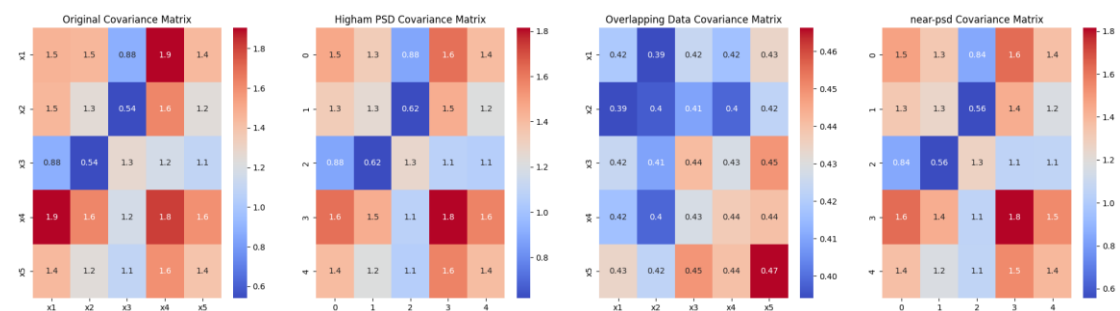 Original Covariance Matrix
x1 1.5 1.5 0.88 1.9 1.4
x2 1.5 1.3 0.54 1.6 1.2
x3 0.88 0.54 1.3 1.2 1.1
x4 1.9 1.6 1.2 1.8 1.6
x5 1.4 1.2 1.1 1.6 1.4
x1 x2 x3 x4 x5
1.8
1.6
1.4
1.2
1.0
0.8
0.6
Higham PSD Covariance Matrix
0 1.5 1.3 0.88 1.6 1.4
1 1.3 1.3 0.62 1.5 1.2
2 0.88 0.62 1.3 1.1 1.1
3 1.6 1.5 1.1 1.8 1.6
4 1.4 1.2 1.1 1.6 1.4
0 1 2 3 4
1.8
1.6
1.4
1.2
1.0
0.8
Overlapping Data Covariance Matrix
x1 0.42 0.39 0.42 0.42 0.43
x2 0.39 0.4 0.41 0.4 0.42
x3 0.42 0.41 0.44 0.43 0.45
x4 0.42 0.4 0.43 0.44 0.44
x5 0.43 0.42 0.45 0.44 0.47
x1 x2 x3 x4 x5
0.46
0.45
0.44
0.43
0.42
0.41
0.40
near-psd Covariance Matrix
0 1.5 1.3 0.84 1.6 1.4
1 1.3 1.3 0.56 1.4 1.2
2 0.84 0.56 1.3 1.1 1.1
3 1.6 1.4 1.1 1.8 1.5
4 1.4 1.2 1.1 1.5 1.4
0 1 2 3 4
1.8
1.6
1.4
1.2
1.0
0.8
0.6